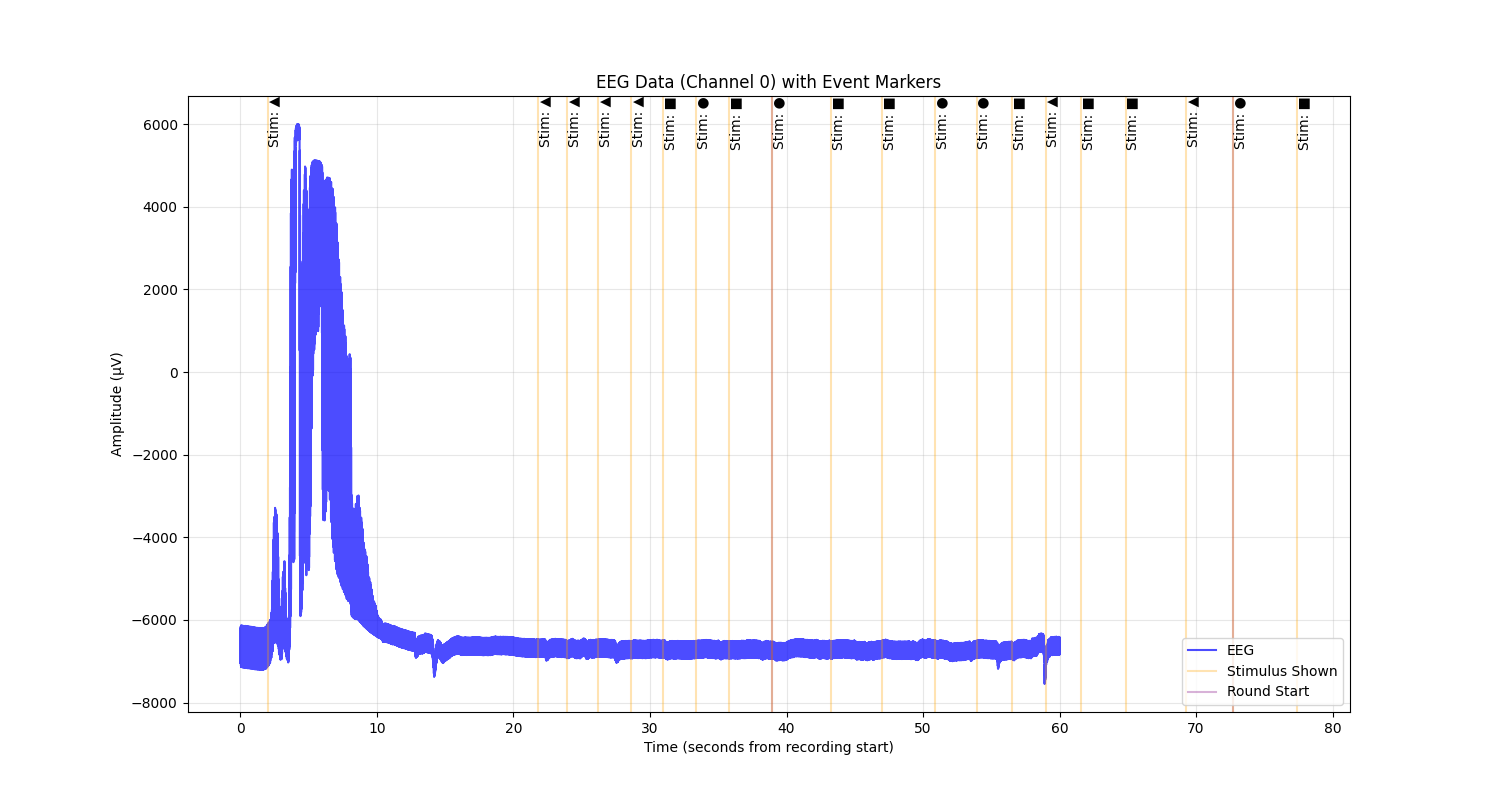 EEG Data (Channel 0) with Event Markers
Stim: ◀
Stim: ◀
Stim: ◀
Stim: ◀
Stim: ◀
Stim: ■
Stim: ●
Stim: ■
Stim: ●
Stim: ■
Stim: ■
Stim: ●
Stim: ●
Stim: ■
Stim: ◀
Stim: ■
Stim: ■
Stim: ◀
Stim: ●
Stim: ■
6000
4000
2000
0
−2000
−4000
−6000
−8000
Amplitude (µV)
EEG
Stimulus Shown
Round Start
0
10
20
30
40
50
60
70
80
Time (seconds from recording start)